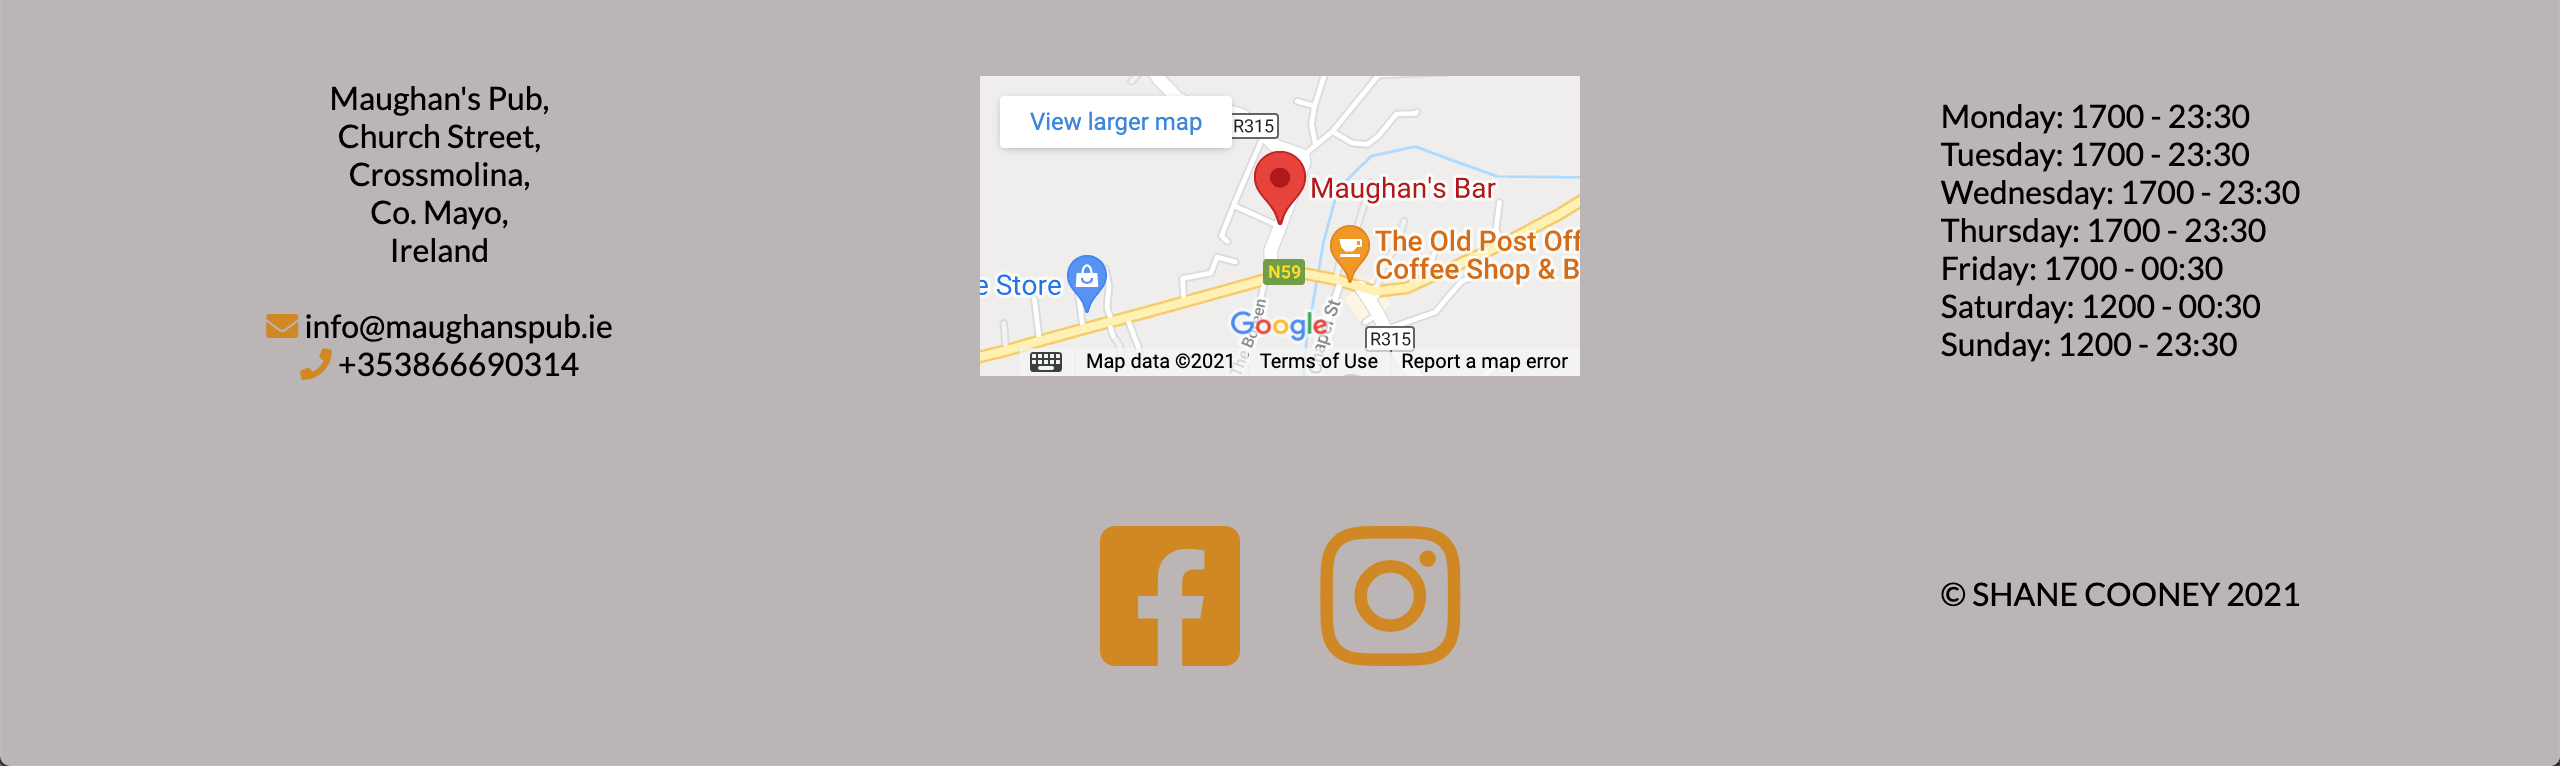 Maughan's Pub,
Church Street,
Crossmolina,
Co. Mayo,
Ireland
info@maughanspub.ie
+353866690314
View larger map
R315
Maughan's Bar
The Old Post Off
Coffee Shop & B
N59
e Store
Google
R315
Map data ©2021
Terms of Use
Report a map error
Monday: 1700 - 23:30
Tuesday: 1700 - 23:30
Wednesday: 1700 - 23:30
Thursday: 1700 - 23:30
Friday: 1700 - 00:30
Saturday: 1200 - 00:30
Sunday: 1200 - 23:30
© SHANE COONEY 2021